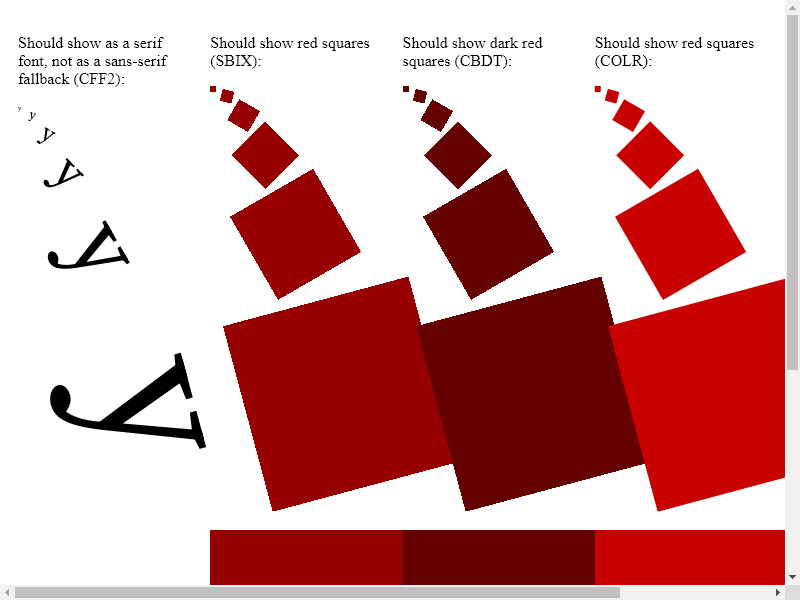 Should show as a serif
font, not as a sans-serif
fallback (CFF2):
Should show red squares
(SBIX):
Should show dark red
squares (CBDT):
Should show red squares
(COLR):
y
y
y
y
y
y